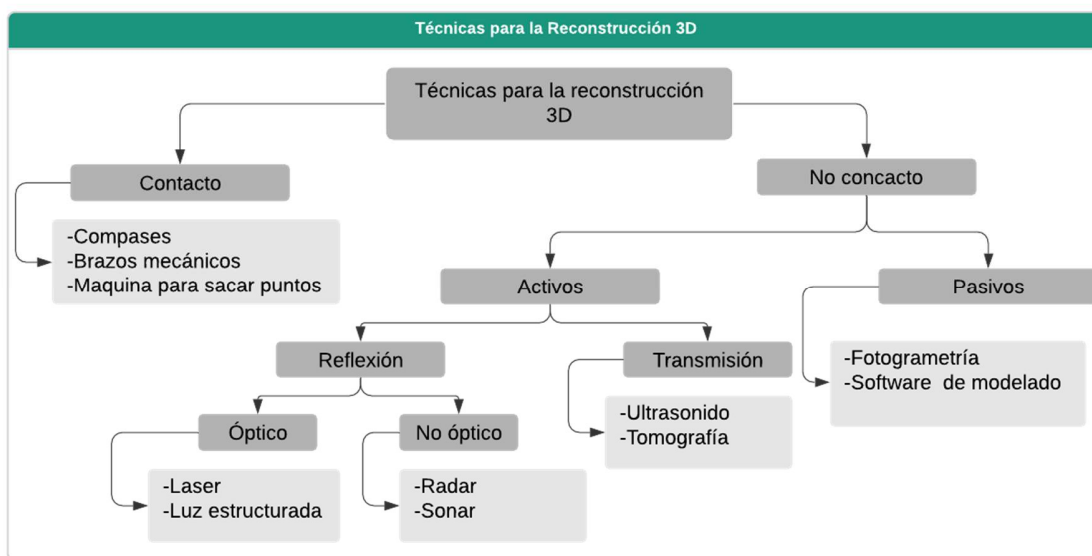 Técnicas para la Reconstrucción 3D
Técnicas para la reconstrucción
3D
Contacto
No concacto
-Compases
-Brazos mecánicos
-Maquina para sacar puntos
Activos
Pasivos
Reflexión
Transmisión
-Fotogrametría
-Software de modelado
Óptico
No óptico
-Ultrasonido
-Tomografía
-Laser
-Luz estructurada
-Radar
-Sonar